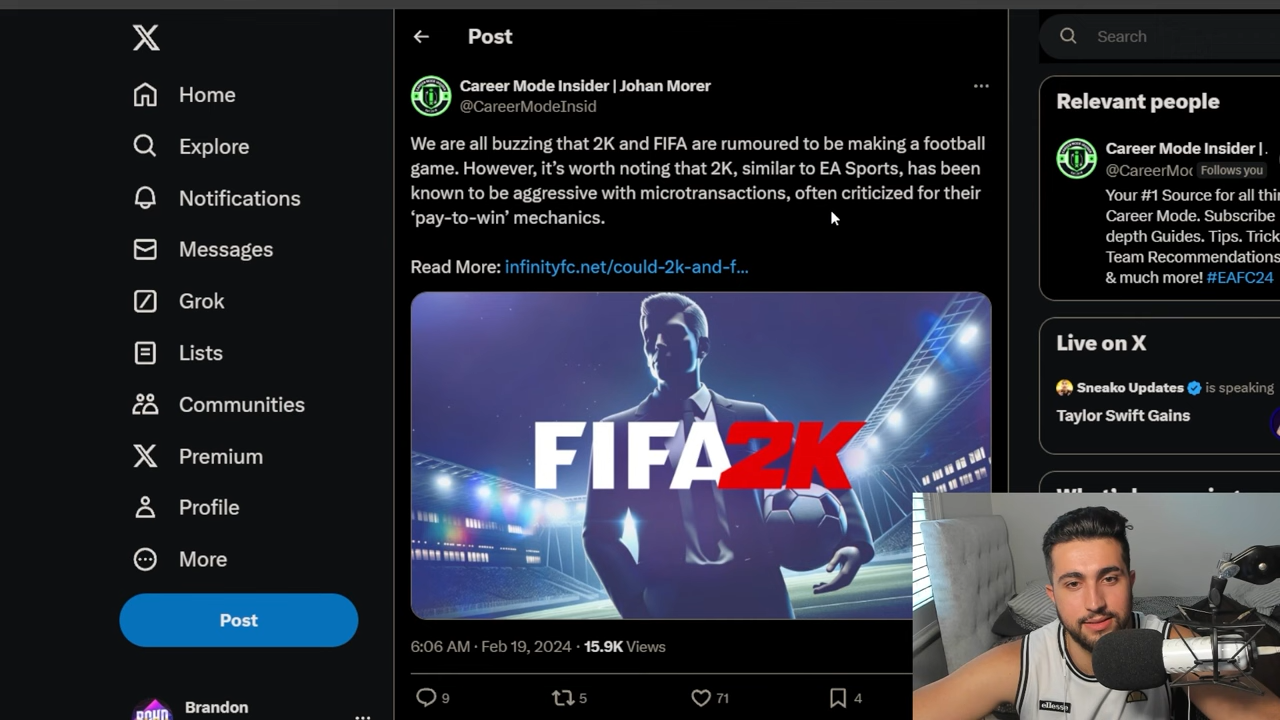 Post
Career Mode Insider | Johan Morer
@CareerModeInsid
We are all buzzing that 2K and FIFA are rumoured to be making a football
game. However, it’s worth noting that 2K, similar to EA Sports, has been
known to be aggressive with microtransactions, often criticized for their
‘pay-to-win’ mechanics.
Read More: infinityfc.net/could-2k-and-f...
FIFA2K
6:06 AM · Feb 19, 2024 · 15.9K Views
9
5
71
4
Home
Explore
Notifications
Messages
Grok
Lists
Communities
Premium
Profile
More
Post
Brandon
Search
Relevant people
Career Mode Insider | .
@CareerMod Follows you
Your #1 Source for all thin
Career Mode. Subscribe
depth Guides. Tips. Trick
Team Recommendations
& much more! #EAFC24
Live on X
Sneako Updates is speaking
Taylor Swift Gains
ellesse